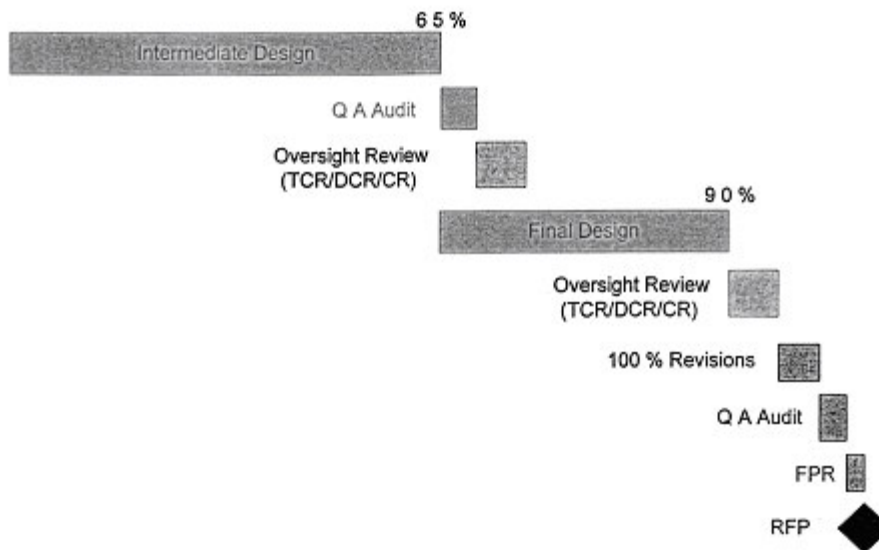 65%
Intermediate Design
Q A Audit
Oversight Review
(TCR/DCR/CR)
90%
Final Design
Oversight Review
(TCR/DCR/CR)
100 % Revisions
Q A Audit
FPR
RFP